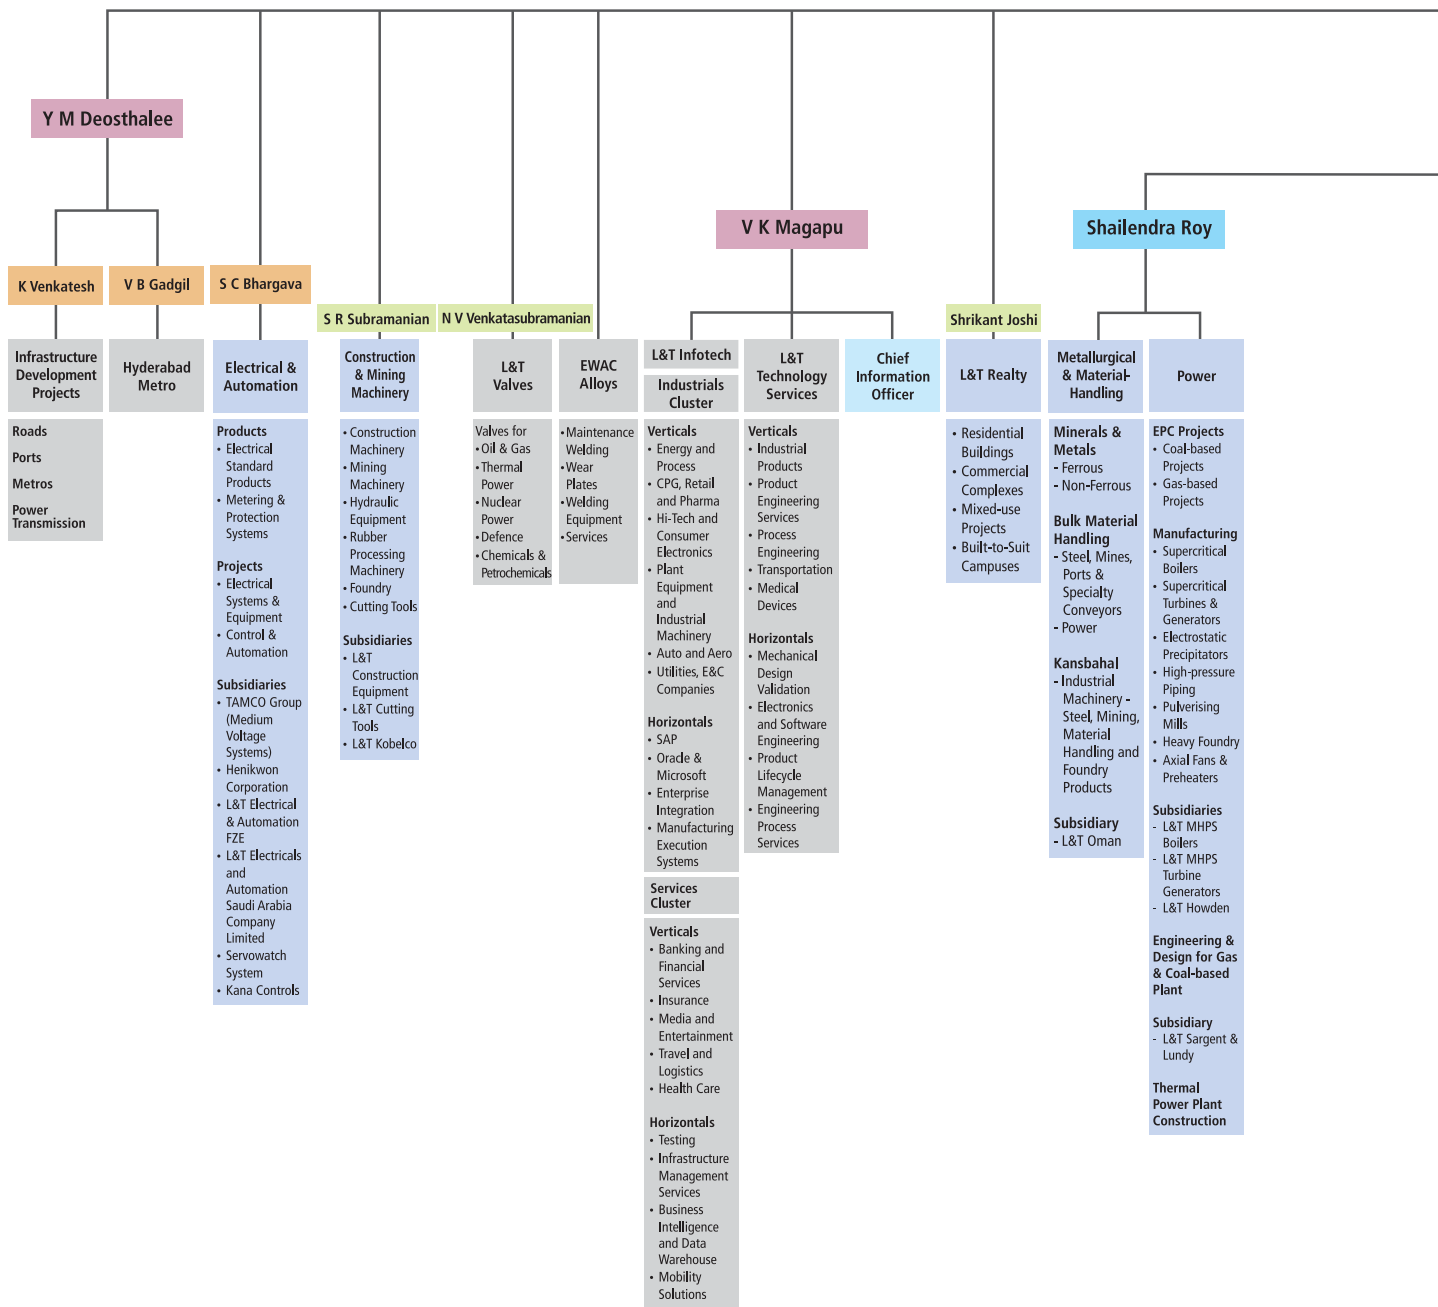 Y M Deosthalee
V K Magapu
Shailendra Roy
K Venkatesh
V B Gadgil
S C Bhargava
S R Subramanian
N V Venkatasubramanian
Shrikant Joshi
Infrastructure
Development
Projects
Roads
Ports
Metros
Power
Transmission
Hyderabad
Metro
Electrical &
Automation
Products
• Electrical
Standard
Products
• Metering &
Protection
Systems
Projects
• Electrical
Systems &
Equipment
• Control &
Automation
Subsidiaries
• TAMCO Group
(Medium
Voltage
Systems)
• Henikwon
Corporation
• L&T Electrical
& Automation
FZE
• L&T Electricals
and
Automation
Saudi Arabia
Company
Limited
• Servowatch
System
• Kana Controls
Construction
& Mining
Machinery
• Construction
Machinery
• Mining
Machinery
• Hydraulic
Equipment
• Rubber
Processing
Machinery
• Foundry
• Cutting Tools
Subsidiaries
• L&T
Construction
Equipment
• L&T Cutting
Tools
• L&T Kobelco
L&T
Valves
Valves for
• Oil & Gas
• Thermal
Power
• Nuclear
Power
• Defence
• Chemicals &
Petrochemicals
EWAC
Alloys
• Maintenance
Welding
• Wear
Plates
• Welding
Equipment
• Services
L&T Infotech
Industrials
Cluster
Verticals
• Energy and
Process
• CPG, Retail
and Pharma
• Hi-Tech and
Consumer
Electronics
• Plant
Equipment
and
Industrial
Machinery
• Auto and Aero
• Utilities, E&C
Companies
Horizontals
• SAP
• Oracle &
Microsoft
• Enterprise
Integration
• Manufacturing
Execution
Systems
Services
Cluster
Verticals
• Banking and
Financial
Services
• Insurance
• Media and
Entertainment
• Travel and
Logistics
• Health Care
Horizontals
• Testing
• Infrastructure
Management
Services
• Business
Intelligence
and Data
Warehouse
• Mobility
Solutions
L&T
Technology
Services
Verticals
• Industrial
Products
• Product
Engineering
Services
• Process
Engineering
• Transportation
• Medical
Devices
Horizontals
• Mechanical
Design
Validation
• Electronics
and Software
Engineering
• Product
Lifecycle
Management
• Engineering
Process
Services
Chief
Information
Officer
L&T Realty
• Residential
Buildings
• Commercial
Complexes
• Mixed-use
Projects
• Built-to-Suit
Campuses
Metallurgical
& Material-
Handling
Minerals &
Metals
- Ferrous
- Non-Ferrous
Bulk Material
Handling
- Steel, Mines,
Ports &
Specialty
Conveyors
- Power
Kansbahal
- Industrial
Machinery -
Steel, Mining,
Material
Handling and
Foundry
Products
Subsidiary
- L&T Oman
Power
EPC Projects
• Coal-based
Projects
• Gas-based
Projects
Manufacturing
• Supercritical
Boilers
• Supercritical
Turbines &
Generators
• Electrostatic
Precipitators
• High-pressure
Piping
• Pulverising
Mills
• Heavy Foundry
• Axial Fans &
Preheaters
Subsidiaries
- L&T MHPS
Boilers
- L&T MHPS
Turbine
Generators
- L&T Howden
Engineering &
Design for Gas
& Coal-based
Plant
Subsidiary
- L&T Sargent &
Lundy
Thermal
Power Plant
Construction